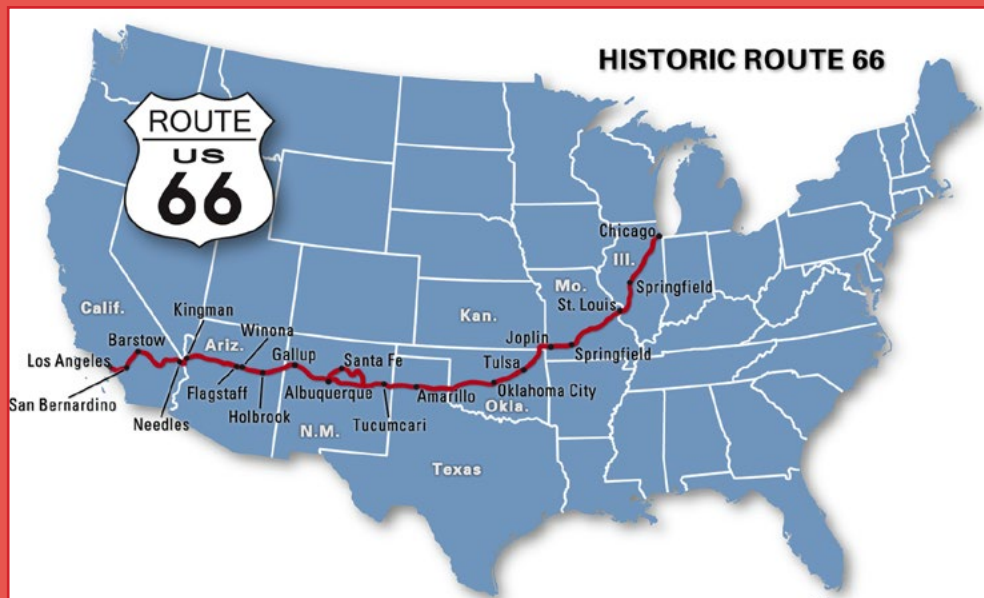 HISTORIC ROUTE 66
ROUTE
US
66
Chicago
Ill.
Springfield
Mo.
St. Louis
Kan.
Joplin
Springfield
Tulsa
Oklahoma City
Okla.
Calif.
Kingman
Barstow
Ariz.
Winona
Gallup
Santa Fe
Los Angeles
San Bernardino
Needles
Flagstaff
Holbrook
Albuquerque
Amarillo
Tucumcari
N.M.
Texas